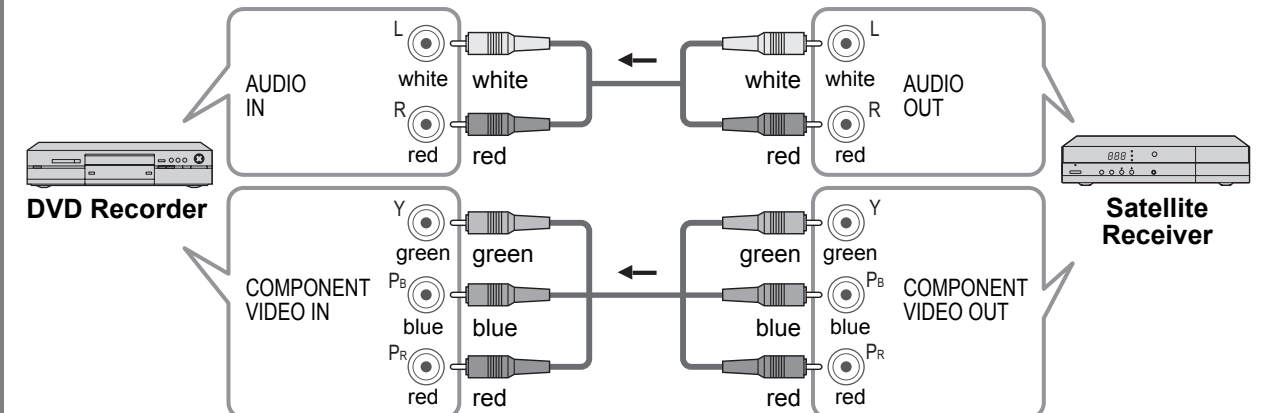 L
white
white
AUDIO
IN
R
red
red
white
L
white
AUDIO
OUT
red
R
red
DVD Recorder
888
Satellite
Receiver
Y
green
green
COMPONENT
VIDEO IN
PB
blue
blue
PR
red
red
green
Y
green
blue
PB
blue
COMPONENT
VIDEO OUT
red
PR
red